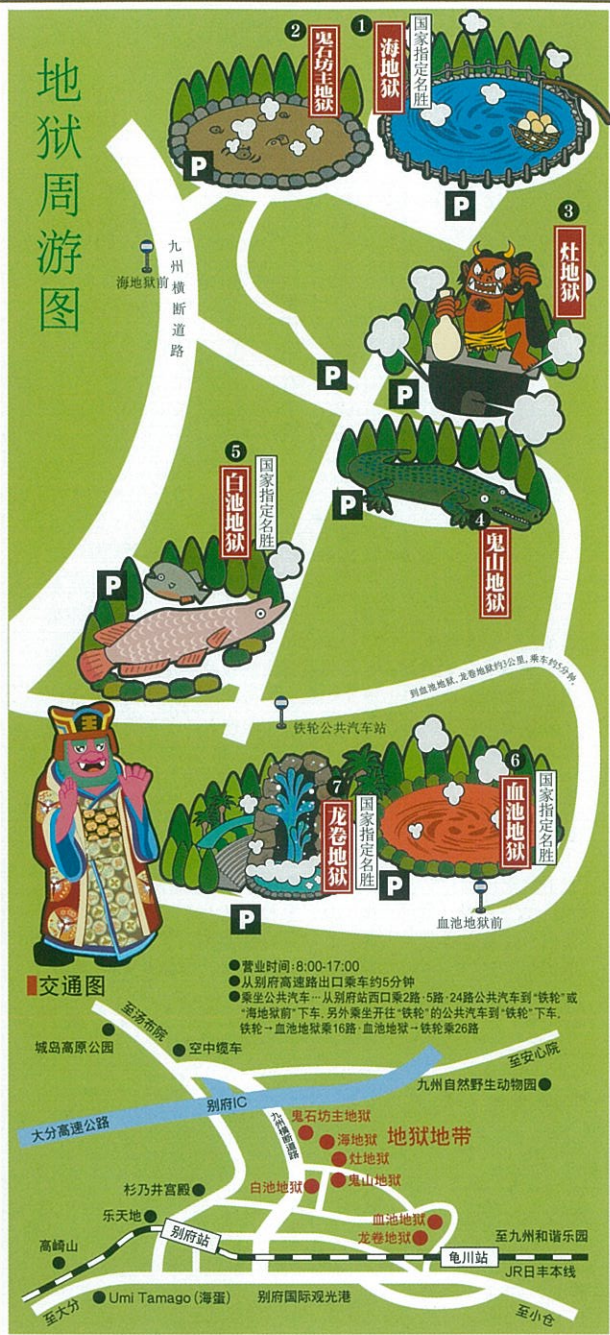 地狱周游图
❶
国家指定名胜
海地狱
❷
鬼石坊主地狱
P
P
❸
灶地狱
海地狱前
九州横断道路
P
P
❹
鬼山地狱
P
❺
国家指定名胜
白池地狱
P
到血池地狱、龙卷地狱约3公里，乘车约5分钟。
铁轮公共汽车站
王
❻
国家指定名胜
血池地狱
❼
国家指定名胜
龙卷地狱
P
P
血池地狱前
●营业时间:8:00-17:00
●从别府高速路出口乘车约5分钟
●乘坐公共汽车…从别府站西口乘2路·5路·24路公共汽车到“铁轮”或
“海地狱前”下车.另外乘坐开往“铁轮”的公共汽车到“铁轮”下车.
铁轮→血池地狱乘16路·血池地狱→铁轮乘26路
交通图
至汤布院
城岛高原公园
空中缆车
至安心院
九州自然野生动物园
别府IC
大分高速公路
九州横断道路
鬼石坊主地狱
海地狱
地狱地带
灶地狱
鬼山地狱
白池地狱
杉乃井宫殿
乐天地
血池地狱
龙卷地狱
别府站
高崎山
龟川站
至九州和谐乐园
JR日丰本线
至大分
Umi Tamago (海蛋)
别府国际观光港
至小仓